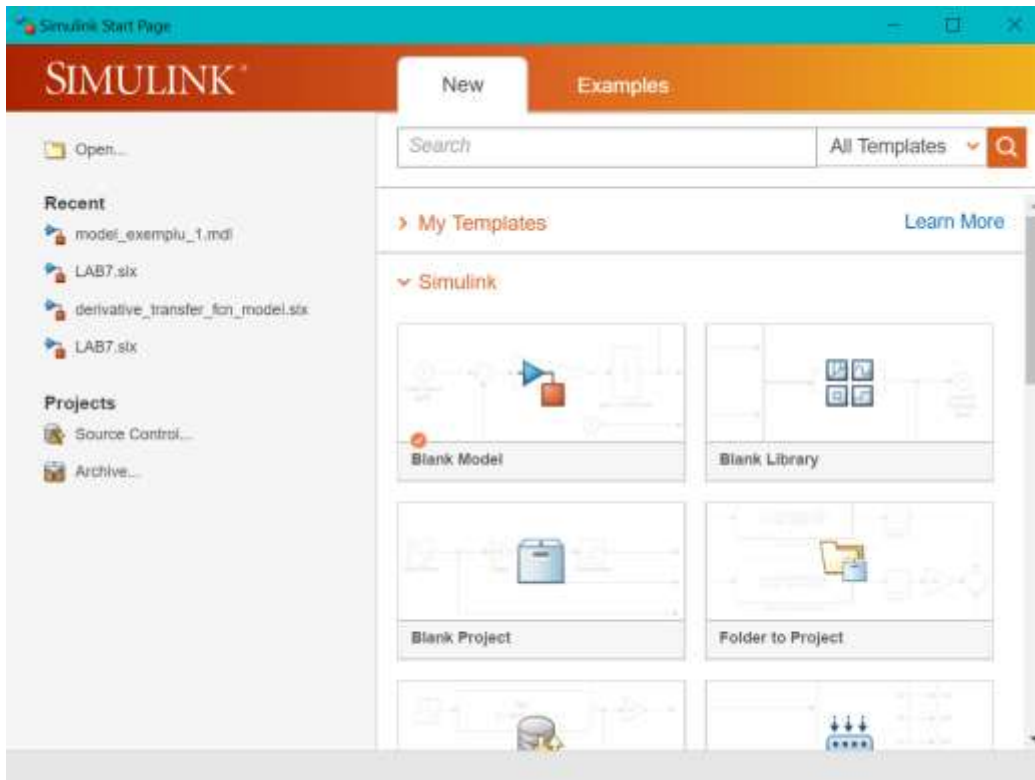 Simulink Start Page
SIMULINK®
New
Examples
Open...
Recent
model_exemplu_1.mdl
LAB7.slx
derivative_transfer_fcn_model.slx
LAB7.slx
Projects
Source Control...
Archive...
Search
All Templates
My Templates
Learn More
Simulink
Blank Model
Blank Library
Blank Project
Folder to Project